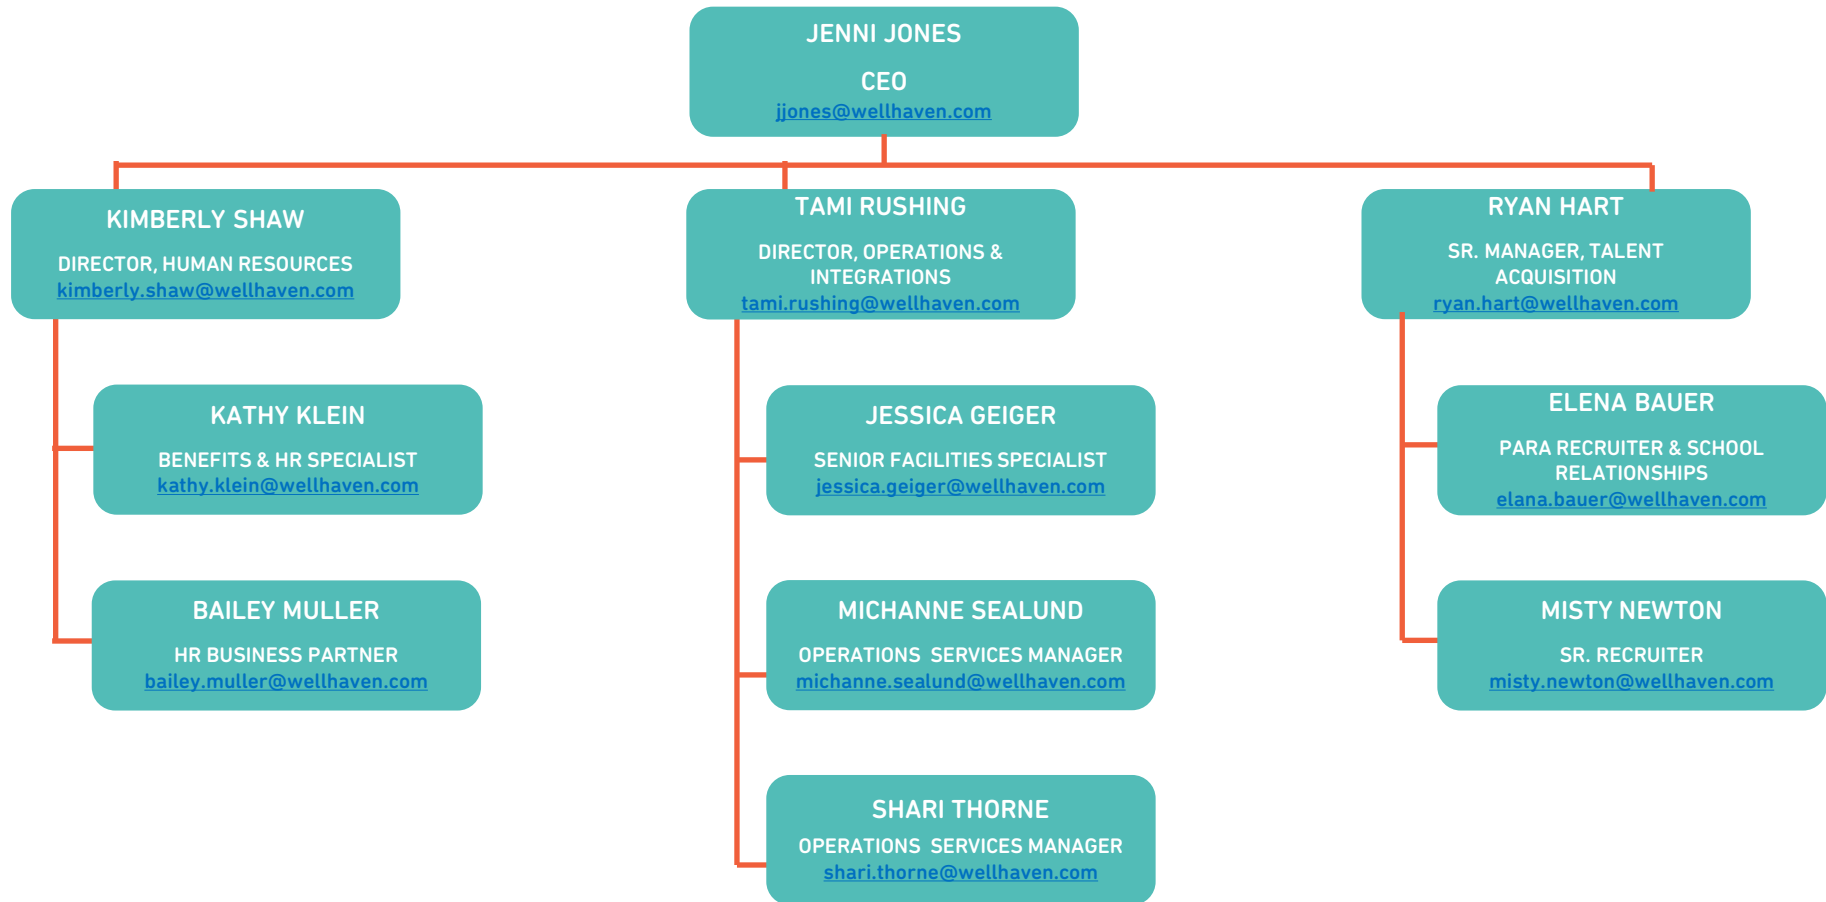 JENNI JONES
CEO
jjones@wellhaven.com
KIMBERLY SHAW
DIRECTOR, HUMAN RESOURCES
kimberly.shaw@wellhaven.com
TAMI RUSHING
DIRECTOR, OPERATIONS &
INTEGRATIONS
tami.rushing@wellhaven.com
RYAN HART
SR. MANAGER, TALENT
ACQUISITION
ryan.hart@wellhaven.com
KATHY KLEIN
BENEFITS & HR SPECIALIST
kathy.klein@wellhaven.com
JESSICA GEIGER
SENIOR FACILITIES SPECIALIST
jessica.geiger@wellhaven.com
ELENA BAUER
PARA RECRUITER & SCHOOL
RELATIONSHIPS
elana.bauer@wellhaven.com
BAILEY MULLER
HR BUSINESS PARTNER
bailey.muller@wellhaven.com
MICHANNE SEALUND
OPERATIONS  SERVICES MANAGER
michanne.sealund@wellhaven.com
MISTY NEWTON
SR. RECRUITER
misty.newton@wellhaven.com
SHARI THORNE
OPERATIONS  SERVICES MANAGER
shari.thorne@wellhaven.com